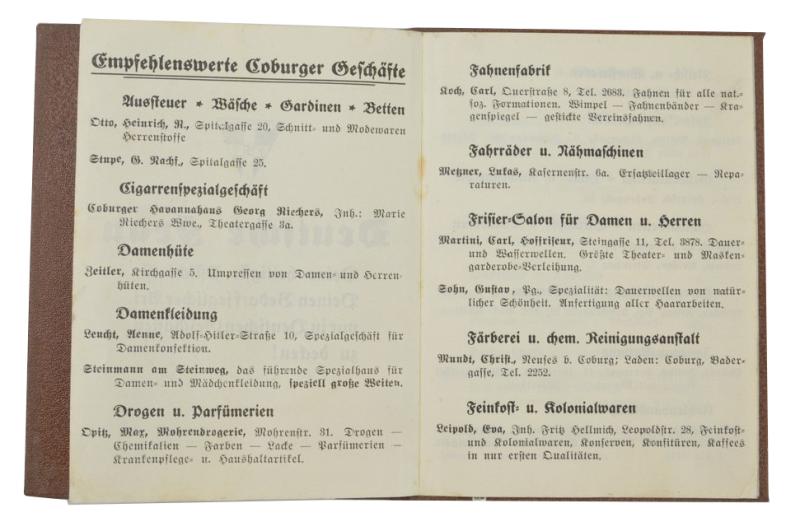 Empfehlenswerte Coburger Geschäfte
Aussteuer * Wäsche * Gardinen * Betten
Otto, Heinrich, R., Spitalgasse 20, Schnitt- und Modewaren
Herrenstoffe
Stupe, G. Nachf., Spitalgasse 25.
Cigarrenspezialgeschäft
Coburger Havannahaus Georg Riechers, Inh.: Marie
Riechers Wwe., Theatergasse 3a.
Damenhüte
Zeitler, Kirchgasse 5. Umpressen von Damen- und Herren-
hüten.
Damenkleidung
Leucht, Aenne, Adolf-Hitler-Straße 10, Spezialgeschäft für
Damenkonfektion.
Steinmann am Steinweg, das führende Spezialhaus für
Damen- und Mädchenkleidung, speziell große Weiten.
Drogen u. Parfümerien
Opitz, Max, Mohrendrogerie, Mohrenstr. 31. Drogen —
Chemikalien — Farben — Lacke — Parfümerien —
Krankenpflege- u. Haushaltartikel.
Fahnenfabrik
Koch, Carl, Querstraße 8, Tel. 2683. Fahnen für alle nat.-
soz. Formationen. Wimpel — Fahnenbänder — Kra-
genspiegel — gestickte Vereinsfahnen.
Fahrräder u. Nähmaschinen
Metzner, Lukas, Kasernenstr. 6a. Ersatzteillager — Repa-
raturen.
Frisier-Salon für Damen u. Herren
Martini, Carl, Hoffriseur, Steingasse 11, Tel. 3878. Dauer-
und Wasserwellen. Größte Theater- und Masken-
garderobe-Verleihung.
Sohn, Gustav, Pg., Spezialität: Dauerwellen von natür-
licher Schönheit. Anfertigung aller Haararbeiten.
Färberei u. chem. Reinigungsanstalt
Mundt, Christ., Neuses b. Coburg; Laden: Coburg, Bader-
gasse, Tel. 2252.
Feinkost- u. Kolonialwaren
Leipold, Eva, Inh. Fritz Hellmich, Leopoldstr. 28, Feinkost-
und Kolonialwaren, Konserven, Konfitüren, Kaffees
in nur ersten Qualitäten.